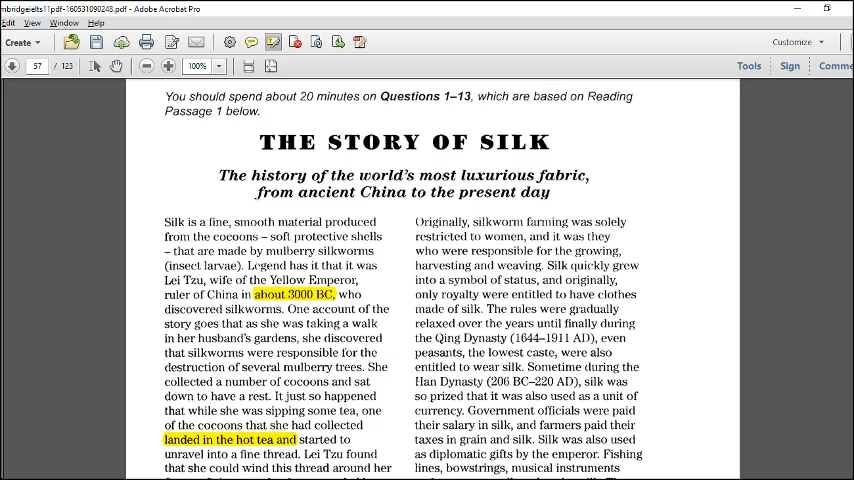 mbridgeielts11pdf-160531090248.pdf - Adobe Acrobat Pro
Edit View Window Help
Create Customize
57 / 123 100% Tools Sign Comme
You should spend about 20 minutes on Questions 1–13, which are based on Reading
Passage 1 below.
THE STORY OF SILK
The history of the world's most luxurious fabric,
from ancient China to the present day
Silk is a fine, smooth material produced
from the cocoons – soft protective shells
– that are made by mulberry silkworms
(insect larvae). Legend has it that it was
Lei Tzu, wife of the Yellow Emperor,
ruler of China in about 3000 BC, who
discovered silkworms. One account of the
story goes that as she was taking a walk
in her husband's gardens, she discovered
that silkworms were responsible for the
destruction of several mulberry trees. She
collected a number of cocoons and sat
down to have a rest. It just so happened
that while she was sipping some tea, one
of the cocoons that she had collected
landed in the hot tea and started to
unravel into a fine thread. Lei Tzu found
that she could wind this thread around her
Originally, silkworm farming was solely
restricted to women, and it was they
who were responsible for the growing,
harvesting and weaving. Silk quickly grew
into a symbol of status, and originally,
only royalty were entitled to have clothes
made of silk. The rules were gradually
relaxed over the years until finally during
the Qing Dynasty (1644–1911 AD), even
peasants, the lowest caste, were also
entitled to wear silk. Sometime during the
Han Dynasty (206 BC–220 AD), silk was
so prized that it was also used as a unit of
currency. Government officials were paid
their salary in silk, and farmers paid their
taxes in grain and silk. Silk was also used
as diplomatic gifts by the emperor. Fishing
lines, bowstrings, musical instruments